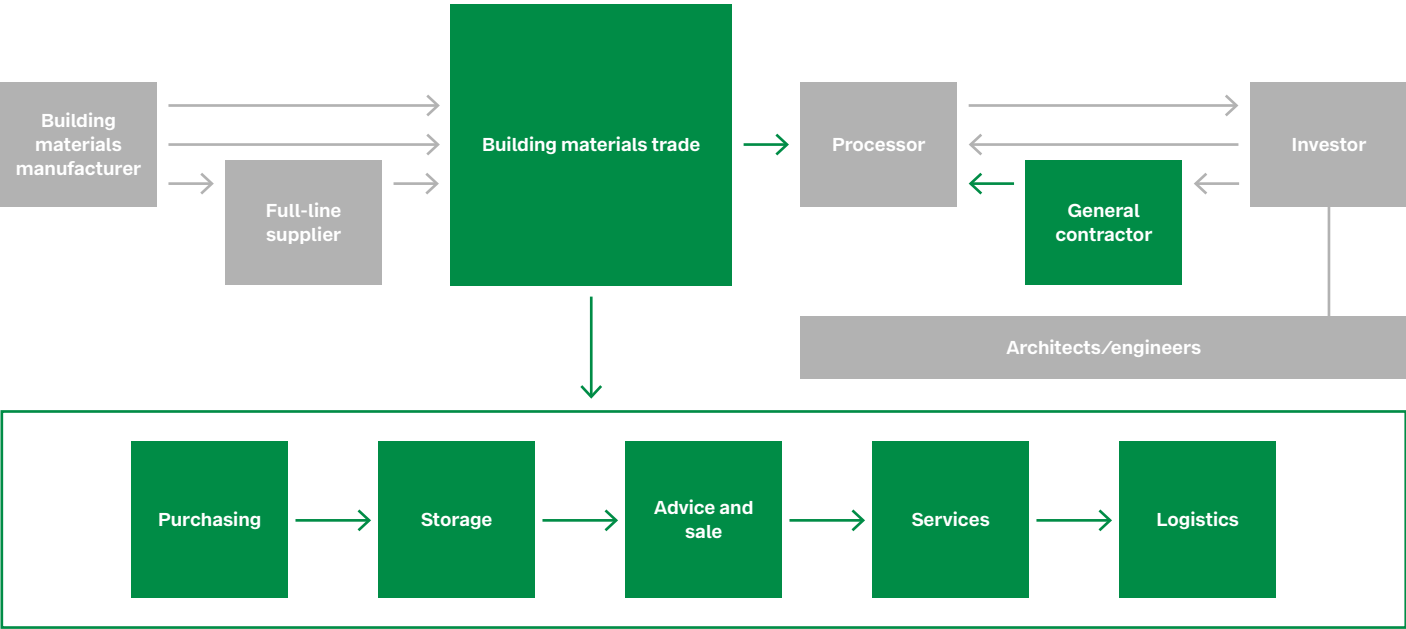 Building
materials
manufacturer
Full-line
supplier
Building materials trade
Processor
General
contractor
Investor
Architects/engineers
Purchasing
Storage
Advice and
sale
Services
Logistics